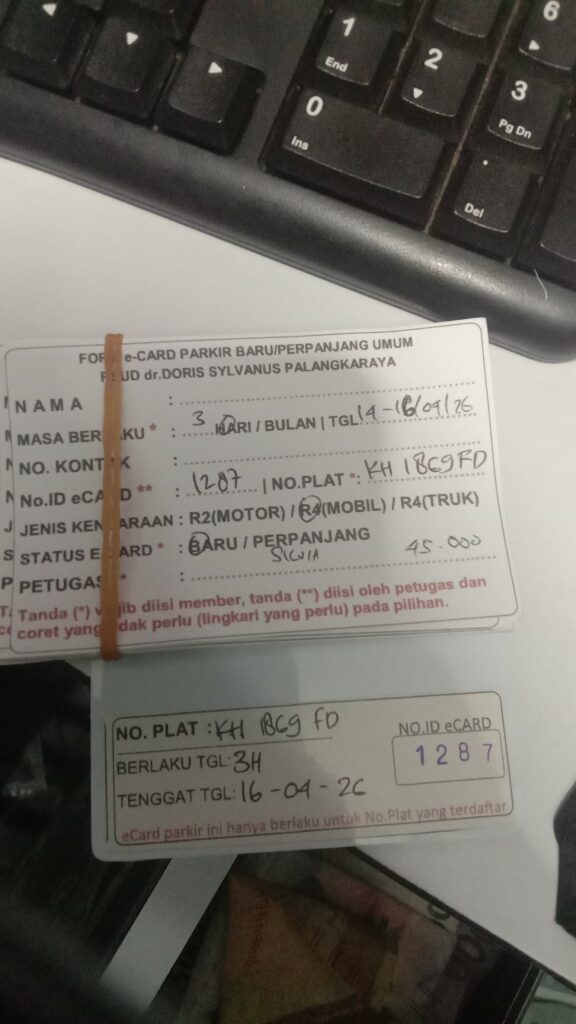 6
1
End
2
3
Pg Dn
0
Ins
Del
FOR e-CARD PARKIR BARU/PERPANJANG UMUM
UD dr.DORIS SYLVANUS PALANGKARAYA
NAMA :
MASA BER KU * : 3 HARI / BULAN | TGL 14-16/04/26
NO. KONT K :
No.ID eCA D ** : 1287 | NO.PLAT *: KH 1869 FD
JENIS KEN ARAAN : R2(MOTOR) / R4(MOBIL) / R4(TRUK)
STATUS E ARD * : BARU / PERPANJANG
PETUGAS * : SILVIA 45.000
Tanda (*) w jib diisi member, tanda (**) diisi oleh petugas dan
coret yang dak perlu (lingkari yang perlu) pada pilihan.
NO. PLAT : KH 1869 FD
NO.ID eCARD
1287
BERLAKU TGL: 3H
TENGGAT TGL: 16-04-26
eCard parkir ini hanya berlaku untuk No.Plat yang terdaftar